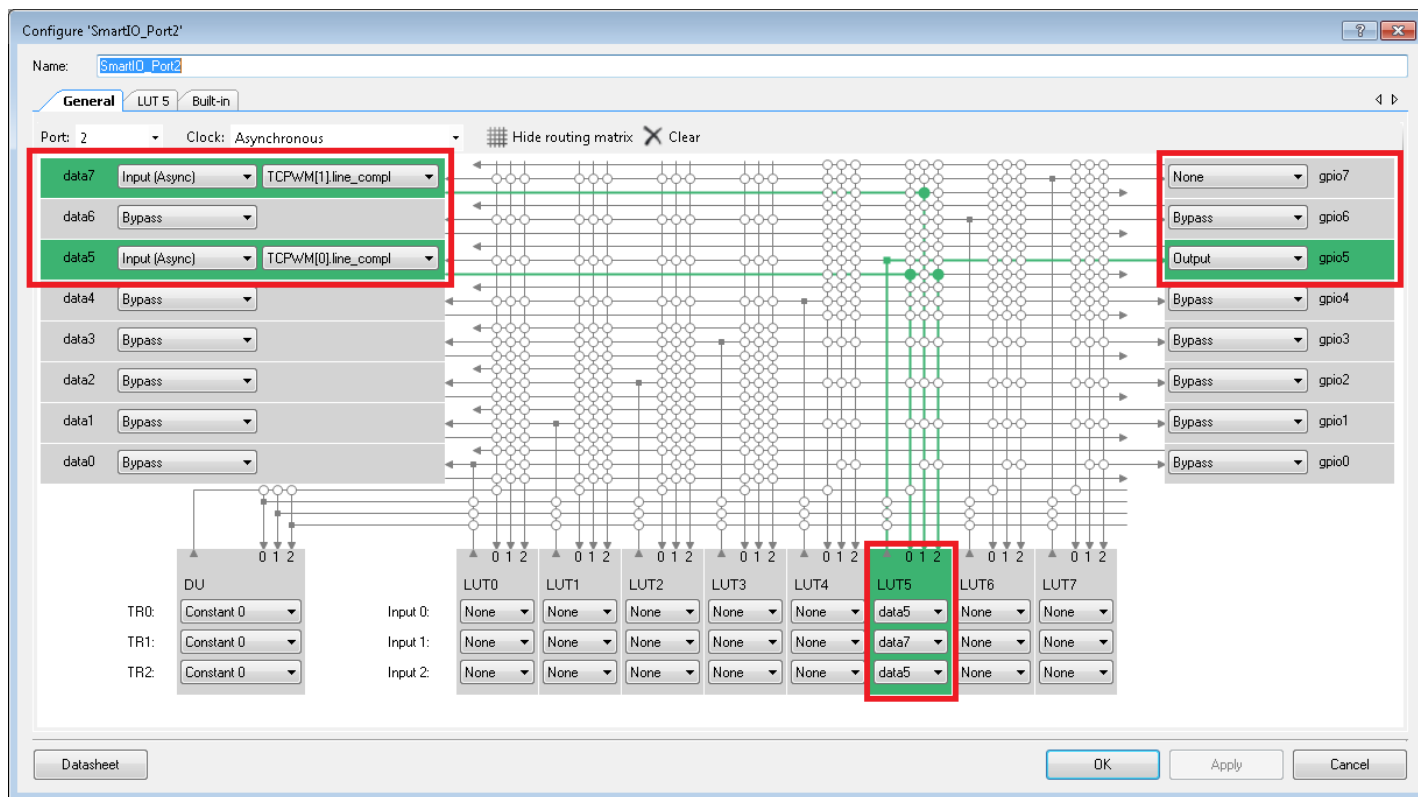 Configure 'SmartIO_Port2'
Name: SmartIO_Port2
General LUT 5 Built-in
Port: 2 Clock: Asynchronous Hide routing matrix Clear
data7 Input (Async) TCPWM[1].line_compl None gpio7
data6 Bypass Bypass gpio6
data5 Input (Async) TCPWM[0].line_compl Output gpio5
data4 Bypass Bypass gpio4
data3 Bypass Bypass gpio3
data2 Bypass Bypass gpio2
data1 Bypass Bypass gpio1
data0 Bypass Bypass gpio0
0 1 2 0 1 2 0 1 2 0 1 2 0 1 2 0 1 2 0 1 2 0 1 2 0 1 2
DU LUT0 LUT1 LUT2 LUT3 LUT4 LUT5 LUT6 LUT7
TR0: Constant 0 Input 0: None None None None None data5 None None
TR1: Constant 0 Input 1: None None None None None data7 None None
TR2: Constant 0 Input 2: None None None None None data5 None None
Datasheet OK Apply Cancel